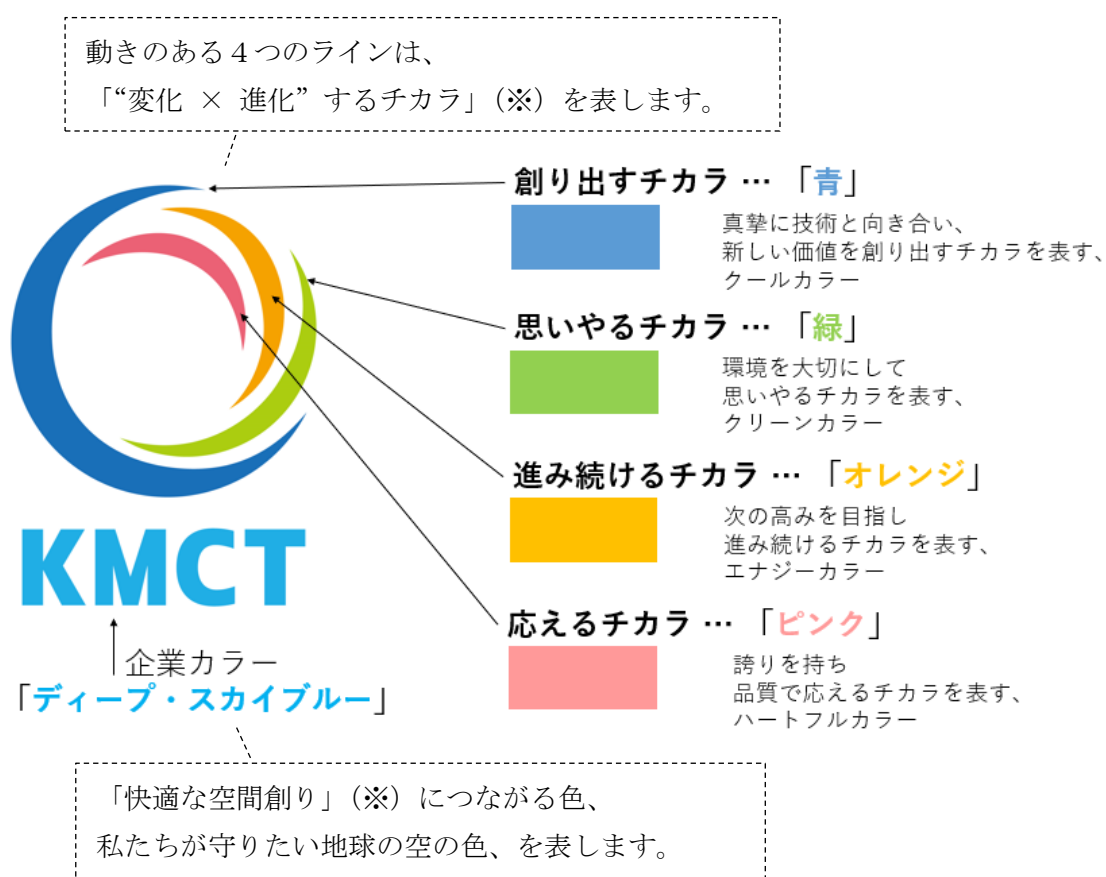 動きのある４つのラインは、
「“変化 × 進化” するチカラ」（※）を表します。
創り出すチカラ … 「青」
真摯に技術と向き合い、
新しい価値を創り出すチカラを表す、
クールカラー
思いやるチカラ … 「緑」
環境を大切にして
思いやるチカラを表す、
クリーンカラー
進み続けるチカラ … 「オレンジ」
次の高みを目指し
進み続けるチカラを表す、
エナジーカラー
応えるチカラ … 「ピンク」
誇りを持ち
品質で応えるチカラを表す、
ハートフルカラー
KMCT
企業カラー
「ディープ・スカイブルー」
「快適な空間創り」（※）につながる色、
私たちが守りたい地球の空の色、を表します。